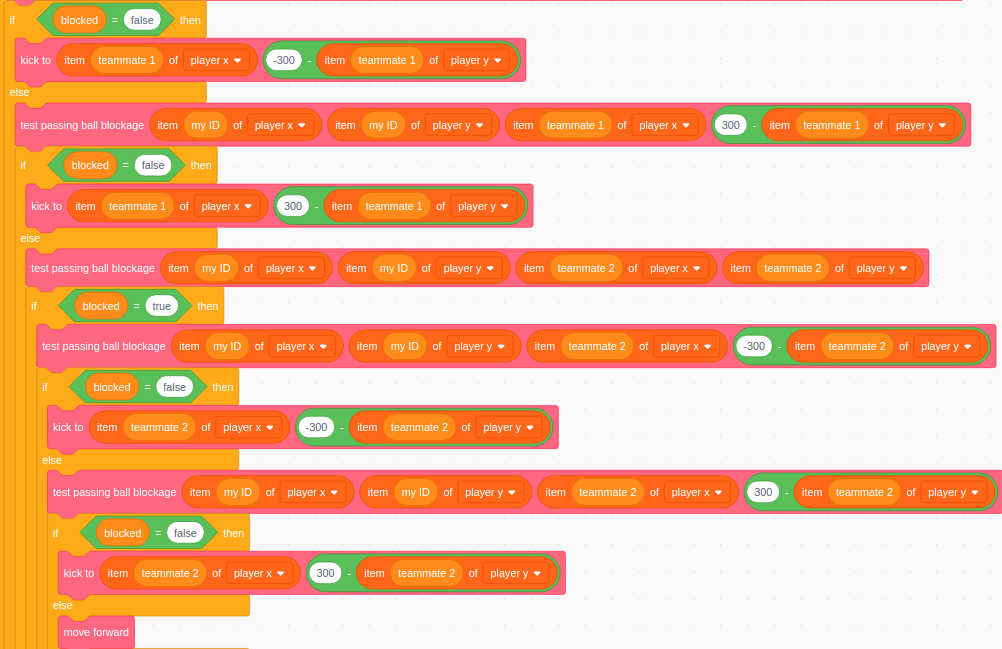 if blocked = false then
kick to item teammate 1 of player x -300 - item teammate 1 of player y
else
test passing ball blockage item my ID of player x item my ID of player y item teammate 1 of player x 300 - item teammate 1 of player y
if blocked = false then
kick to item teammate 1 of player x 300 - item teammate 1 of player y
else
test passing ball blockage item my ID of player x item my ID of player y item teammate 2 of player x item teammate 2 of player y
if blocked = true then
test passing ball blockage item my ID of player x item my ID of player y item teammate 2 of player x -300 - item teammate 2 of player y
if blocked = false then
kick to item teammate 2 of player x -300 - item teammate 2 of player y
else
test passing ball blockage item my ID of player x item my ID of player y item teammate 2 of player x 300 - item teammate 2 of player y
if blocked = false then
kick to item teammate 2 of player x 300 - item teammate 2 of player y
else
move forward